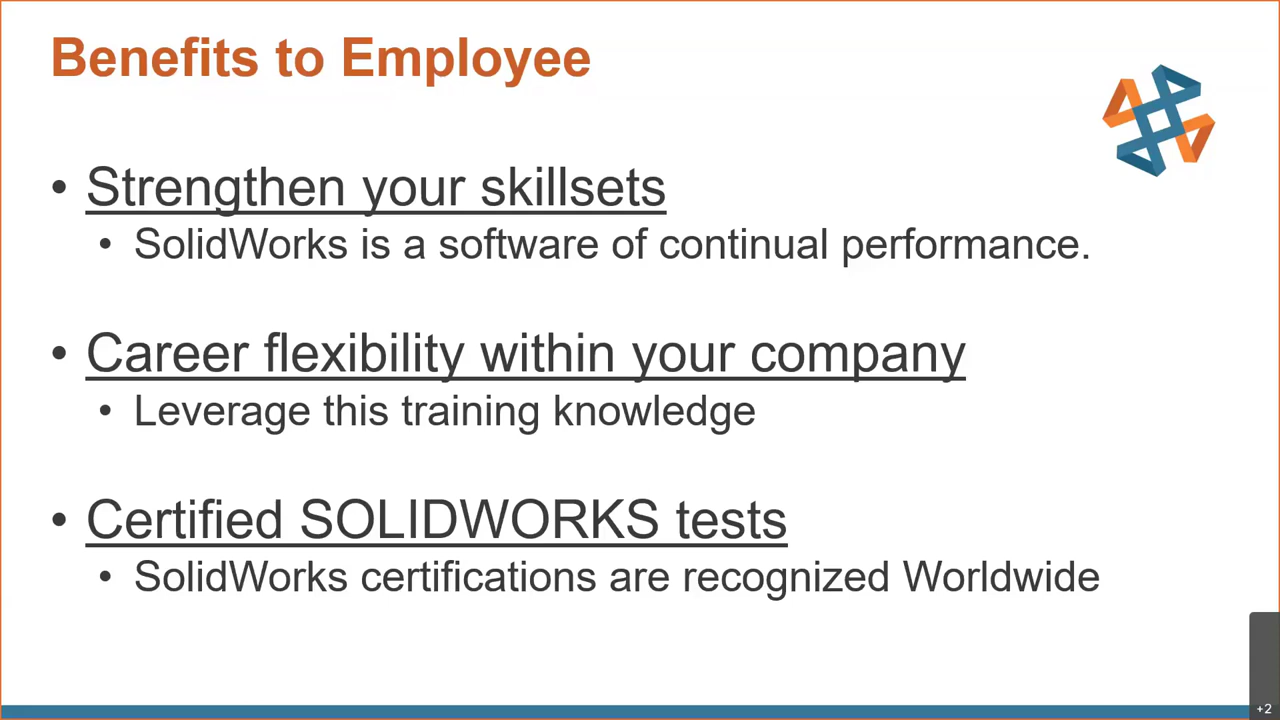 Benefits to Employee
• Strengthen your skillsets
• SolidWorks is a software of continual performance.
• Career flexibility within your company
• Leverage this training knowledge
• Certified SOLIDWORKS tests
• SolidWorks certifications are recognized Worldwide
+2